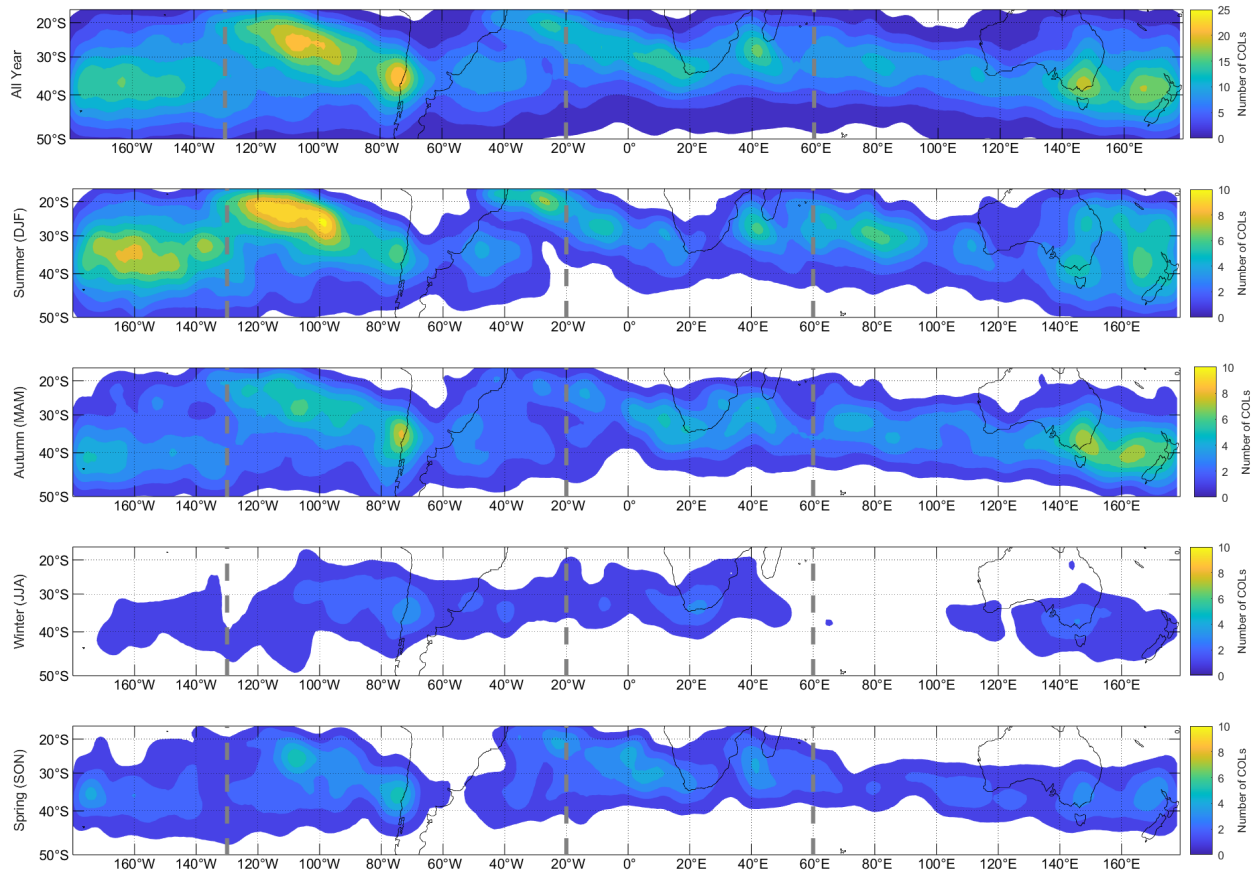 All Year
20°S
30°S
40°S
50°S
160°W 140°W 120°W 100°W 80°W 60°W 40°W 20°W 0° 20°E 40°E 60°E 80°E 100°E 120°E 140°E 160°E
25
20
15
10
5
0
Number of COLs
Summer (DJF)
20°S
30°S
40°S
50°S
160°W 140°W 120°W 100°W 80°W 60°W 40°W 20°W 0° 20°E 40°E 60°E 80°E 100°E 120°E 140°E 160°E
10
8
6
4
2
0
Number of COLs
Autumn (MAM)
20°S
30°S
40°S
50°S
160°W 140°W 120°W 100°W 80°W 60°W 40°W 20°W 0° 20°E 40°E 60°E 80°E 100°E 120°E 140°E 160°E
10
8
6
4
2
0
Number of COLs
Winter (JJA)
20°S
30°S
40°S
50°S
160°W 140°W 120°W 100°W 80°W 60°W 40°W 20°W 0° 20°E 40°E 60°E 80°E 100°E 120°E 140°E 160°E
10
8
6
4
2
0
Number of COLs
Spring (SON)
20°S
30°S
40°S
50°S
160°W 140°W 120°W 100°W 80°W 60°W 40°W 20°W 0° 20°E 40°E 60°E 80°E 100°E 120°E 140°E 160°E
10
8
6
4
2
0
Number of COLs